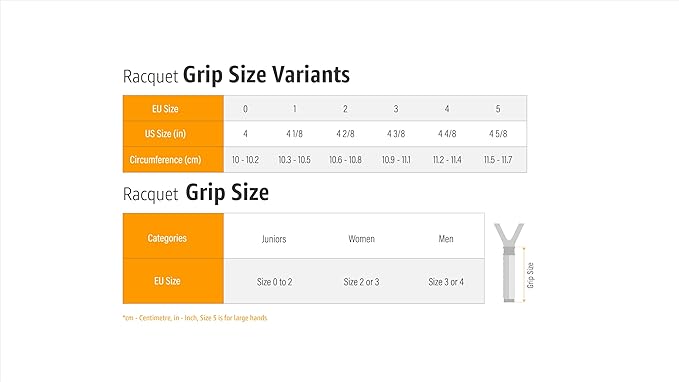 Racquet Grip Size Variants
EU Size 0 1 2 3 4 5
US Size (in) 4 4 1/8 4 2/8 4 3/8 4 4/8 4 5/8
Circumference (cm) 10 - 10.2 10.3 - 10.5 10.6 - 10.8 10.9 - 11.1 11.2 - 11.4 11.5 - 11.7
Racquet Grip Size
Categories Juniors Women Men
EU Size Size 0 to 2 Size 2 or 3 Size 3 or 4
Grip Size
*cm - Centimetre, in - Inch, Size 5 is for large hands.